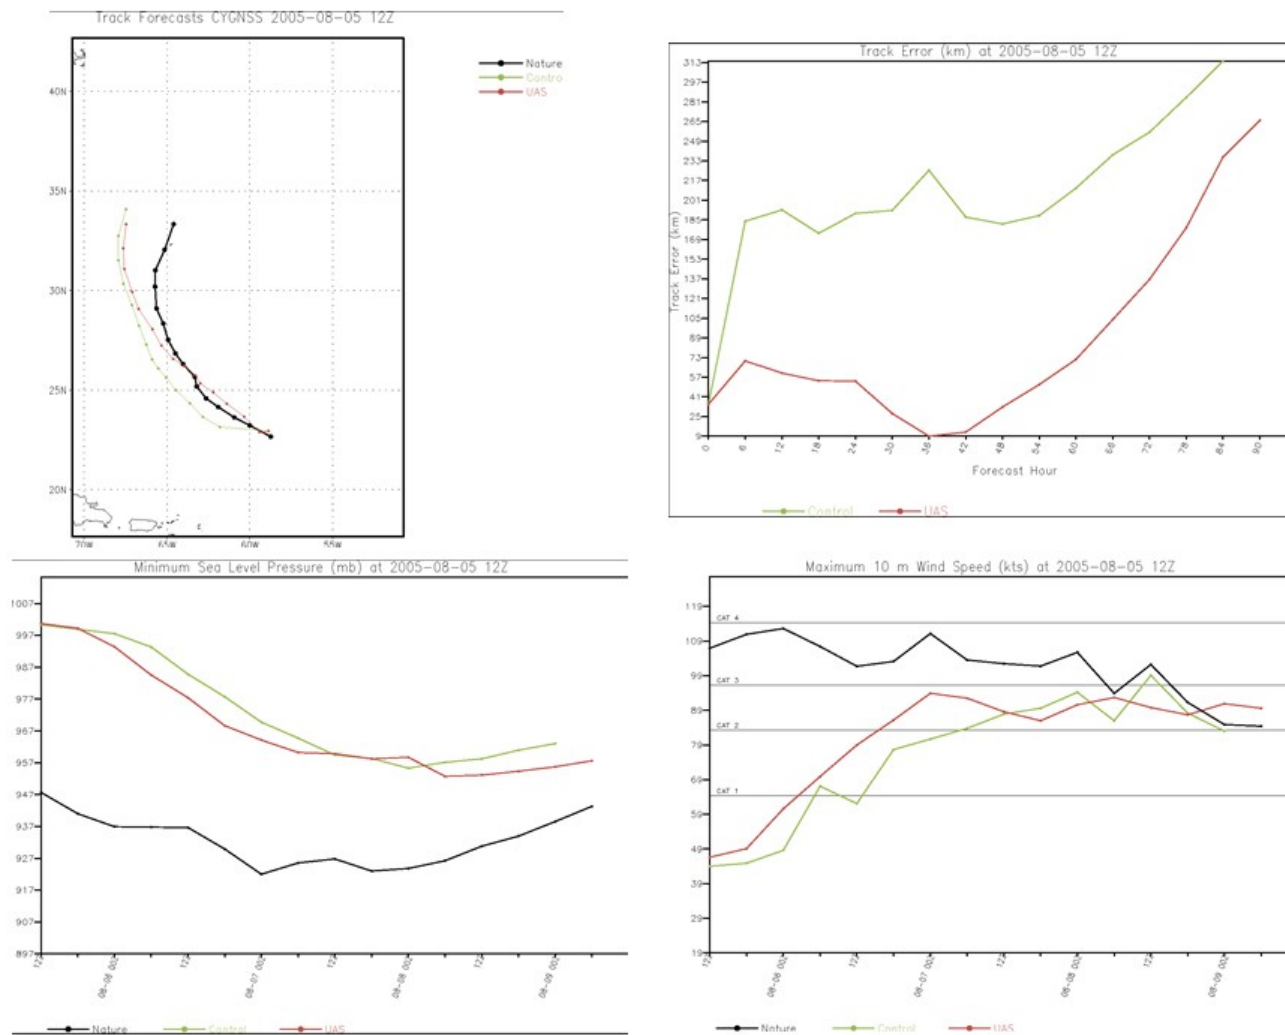 Track Forecasts CYGNSS 2005-08-05 12Z
Nature
Contro
UAS
40N
35N
30N
25N
20N
70W
65W
60W
55W
Track Error (km) at 2005-08-05 12Z
Track Error (km)
313
297
281
265
249
233
217
201
185
169
153
137
121
105
89
73
57
41
25
9
0 6 12 18 24 30 36 42 48 54 60 66 72 78 84 90
Forecast Hour
Control UAS
Minimum Sea Level Pressure (mb) at 2005-08-05 12Z
1007
997
987
977
967
957
947
937
927
917
907
897
12Z 08-06 00Z 12Z 08-07 00Z 12Z 08-08 00Z 12Z 08-09 00Z
Nature Control UAS
Maximum 10 m Wind Speed (kts) at 2005-08-05 12Z
119
109
99
89
79
69
59
49
39
29
19
CAT 4
CAT 3
CAT 2
CAT 1
12Z 08-06 00Z 12Z 08-07 00Z 12Z 08-08 00Z 12Z 08-09 00Z
Nature Control UAS